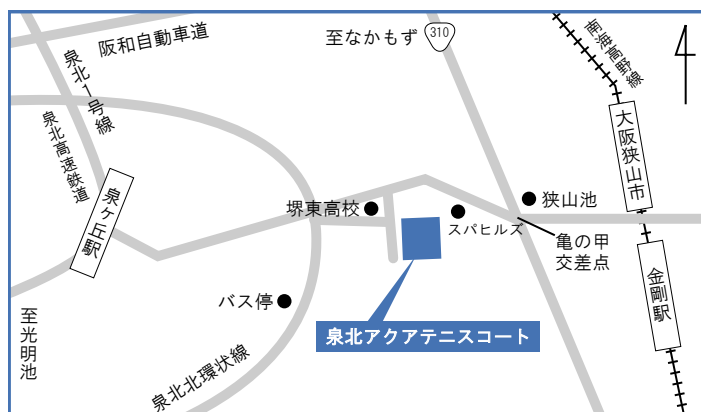 阪和自動車道
泉北1号線
泉北高速鉄道
至なかもず
310
南海高野線
大阪狭山市
泉ヶ丘駅
堺東高校
スパヒルズ
狭山池
亀の甲
交差点
金剛駅
バス停
至光明池
泉北アクアテニスコート
泉北北環状線